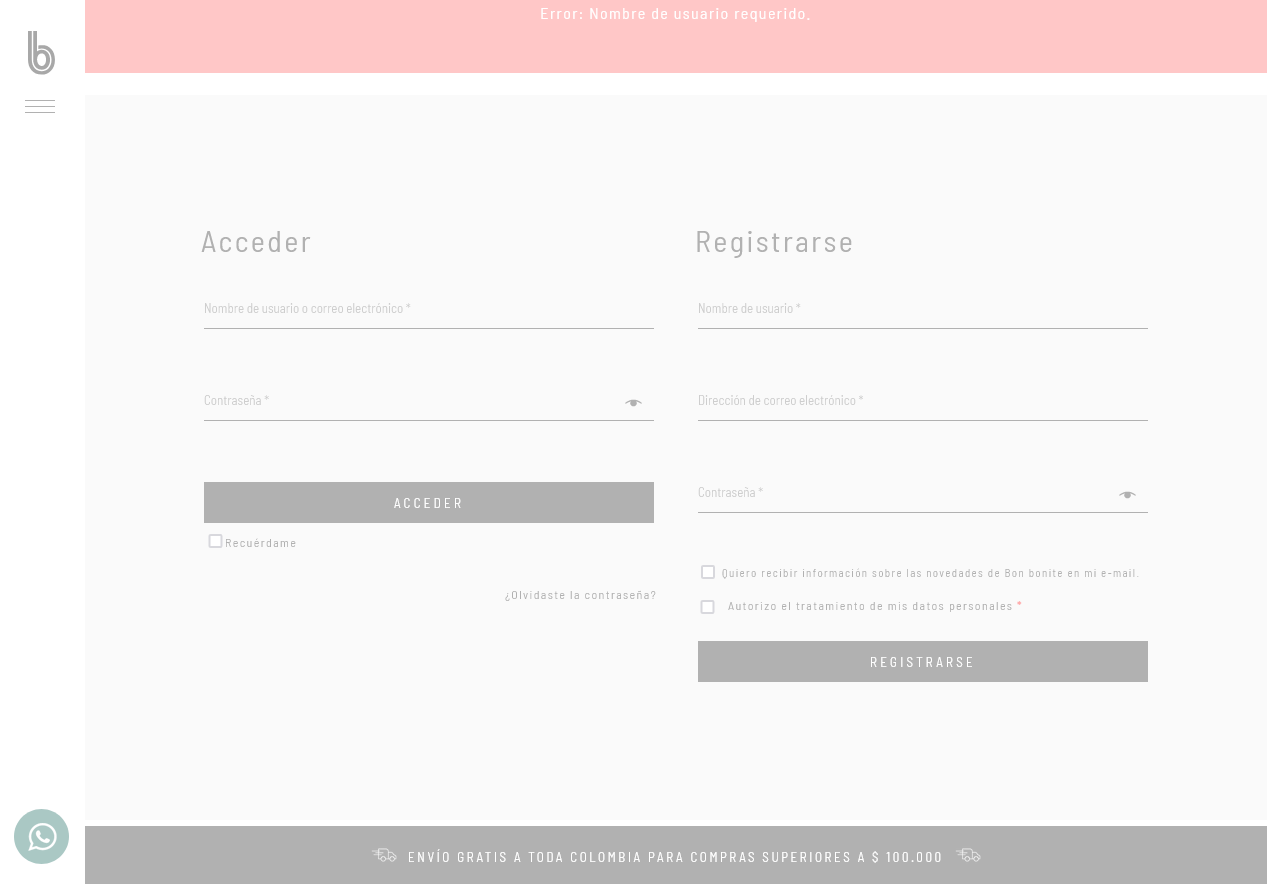 Error: Nombre de usuario requerido.
b
Acceder
Nombre de usuario o correo electrónico *
Contraseña *
ACCEDER
Recuérdame
¿Olvidaste la contraseña?
Registrarse
Nombre de usuario *
Dirección de correo electrónico *
Contraseña *
Quiero recibir información sobre las novedades de Bon bonite en mi e-mail.
Autorizo el tratamiento de mis datos personales *
REGISTRARSE
ENVÍO GRATIS A TODA COLOMBIA PARA COMPRAS SUPERIORES A $ 100.000